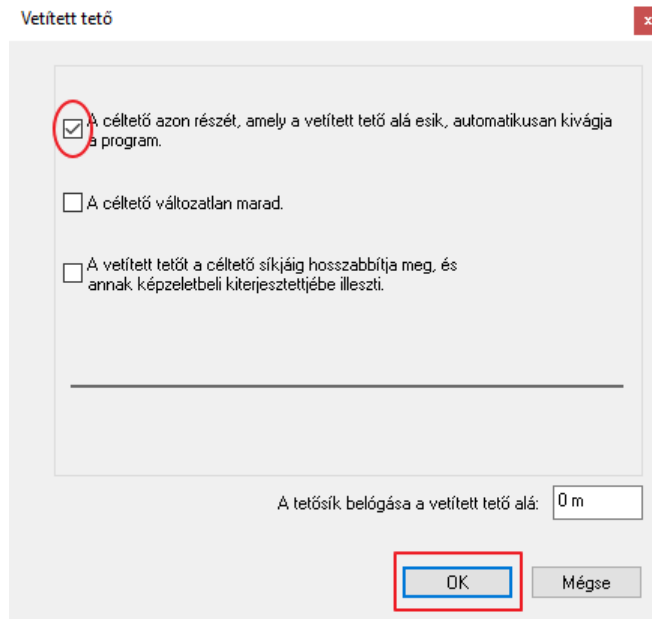 Vetített tető
x
A céltető azon részét, amely a vetített tető alá esik, automatikusan kivágja
a program.
A céltető változatlan marad.
A vetített tetőt a céltető síkjáig hosszabbítja meg, és
annak képzeletbeli kiterjesztettjébe illeszti.
A tetősík belógása a vetített tető alá: 0 m
OK Mégse